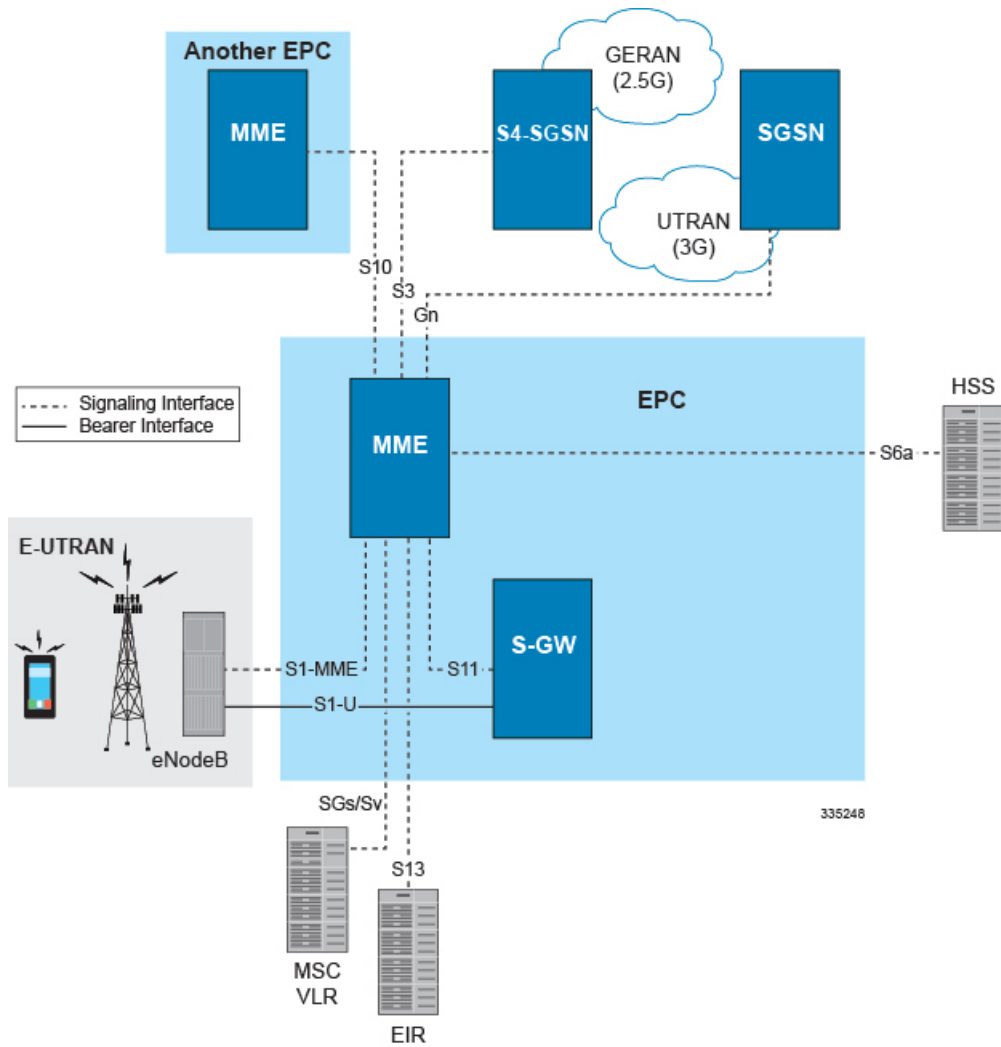 Another EPC
MME
GERAN
(2.5G)
S4-SGSN
SGSN
UTRAN
(3G)
S10
S3
Gn
Signaling Interface
Bearer Interface
EPC
HSS
MME
S6a
E-UTRAN
S-GW
S1-MME
S11
S1-U
eNodeB
SGs/Sv
335248
S13
MSC
VLR
EIR